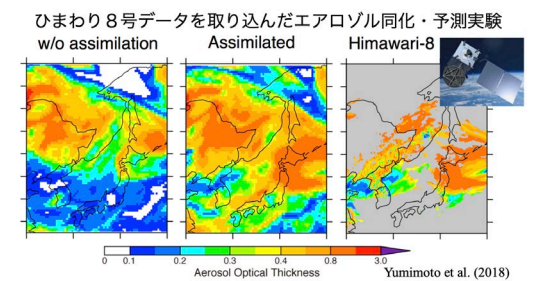 ひまわり８号データを取り込んだエアロゾル同化・予測実験
w/o assimilation
Assimilated
Himawari-8
0 0.1 0.2 0.3 0.4 0.8 3.0
Aerosol Optical Thickness
Yumimoto et al. (2018)